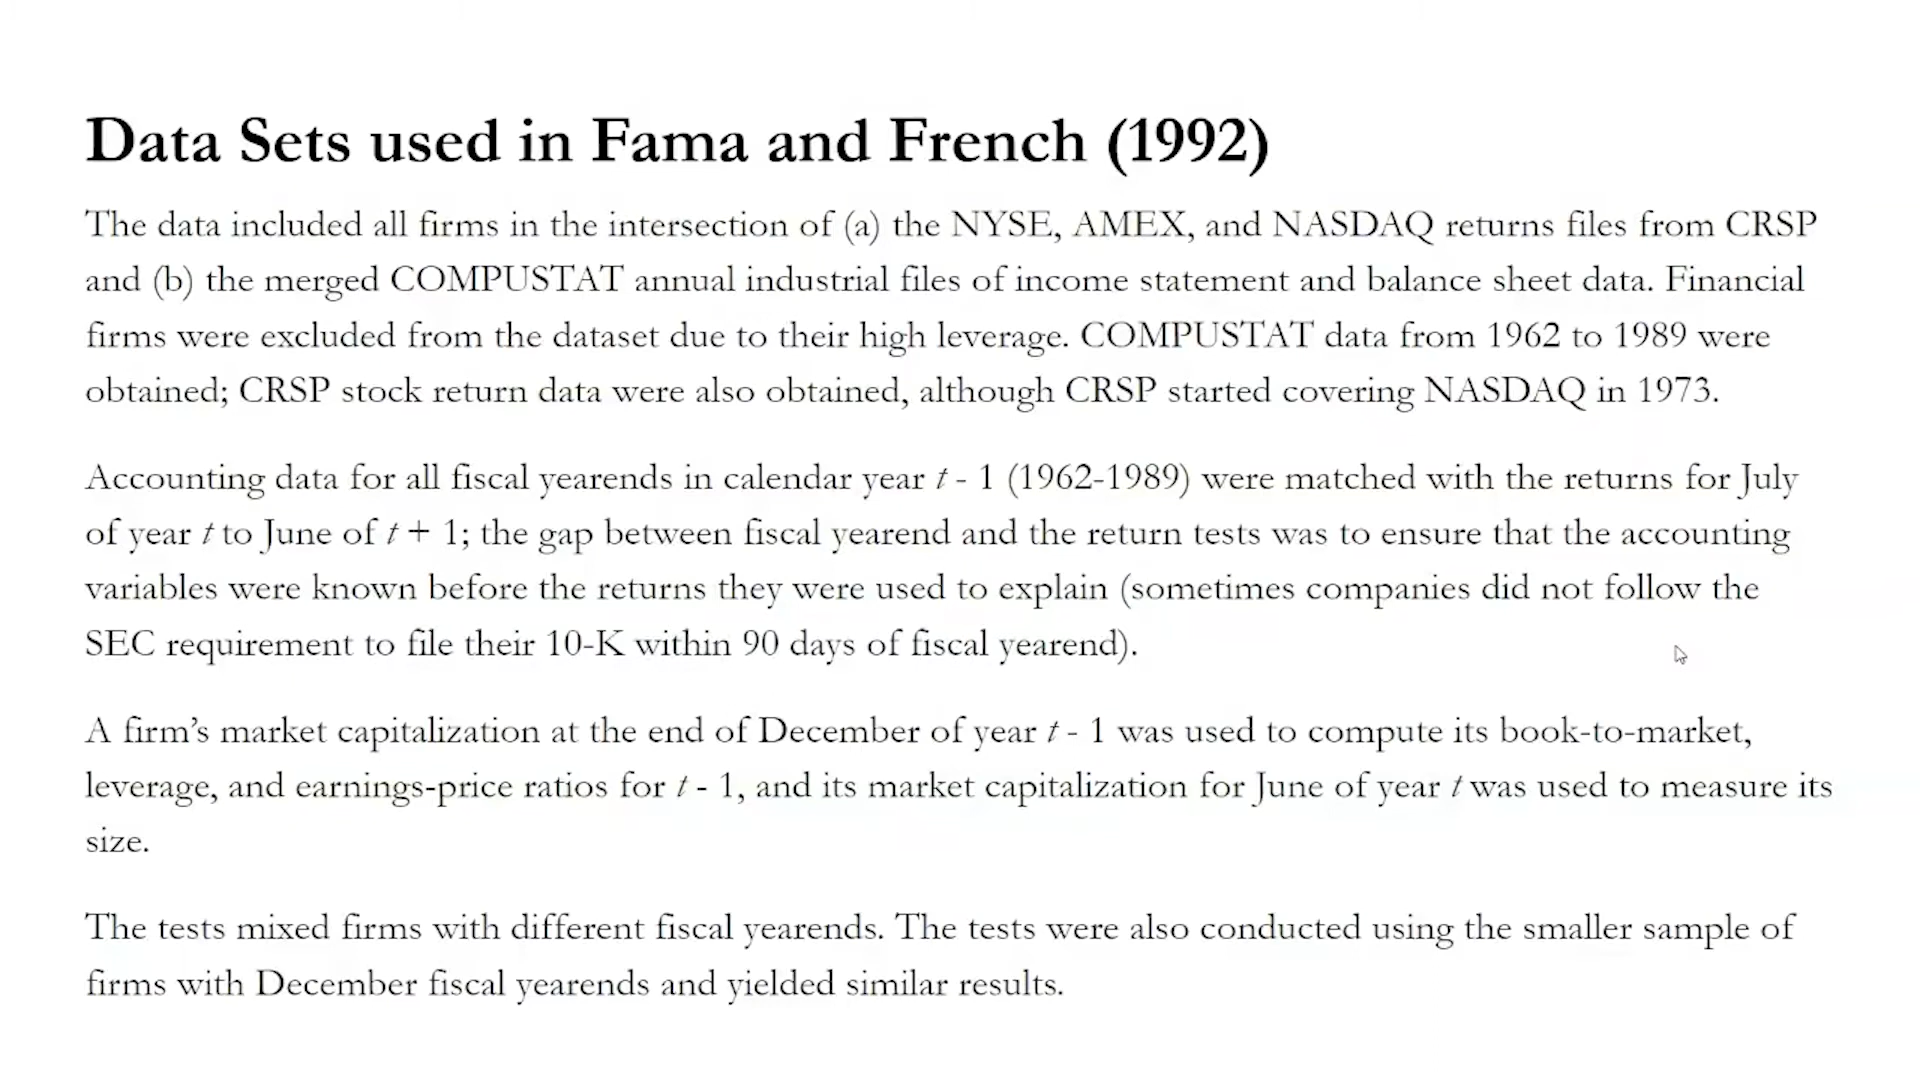 Data Sets used in Fama and French (1992)
The data included all firms in the intersection of (a) the NYSE, AMEX, and NASDAQ returns files from CRSP
and (b) the merged COMPUSTAT annual industrial files of income statement and balance sheet data. Financial
firms were excluded from the dataset due to their high leverage. COMPUSTAT data from 1962 to 1989 were
obtained; CRSP stock return data were also obtained, although CRSP started covering NASDAQ in 1973.
Accounting data for all fiscal yearends in calendar year t - 1 (1962-1989) were matched with the returns for July
of year t to June of t + 1; the gap between fiscal yearend and the return tests was to ensure that the accounting
variables were known before the returns they were used to explain (sometimes companies did not follow the
SEC requirement to file their 10-K within 90 days of fiscal yearend).
A firm’s market capitalization at the end of December of year t - 1 was used to compute its book-to-market,
leverage, and earnings-price ratios for t - 1, and its market capitalization for June of year t was used to measure its
size.
The tests mixed firms with different fiscal yearends. The tests were also conducted using the smaller sample of
firms with December fiscal yearends and yielded similar results.